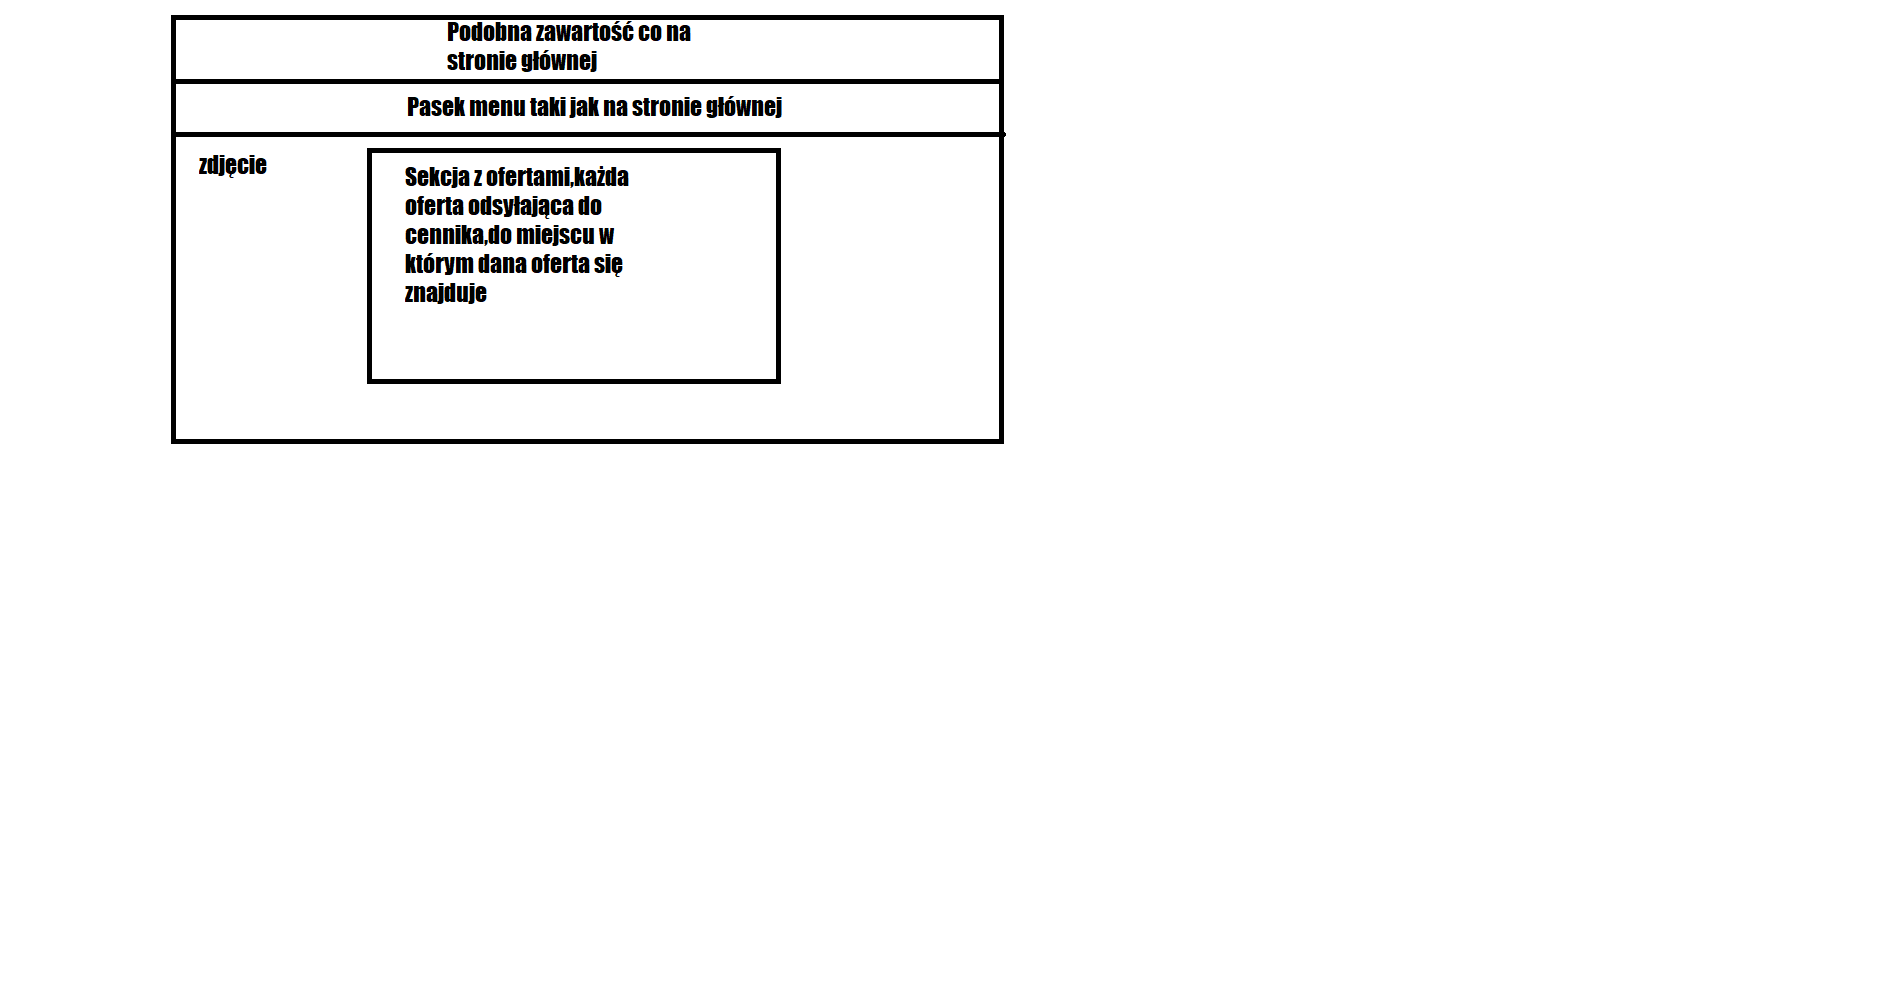 Podobna zawartość co na
stronie głównej
Pasek menu taki jak na stronie głównej
zdjęcie
Sekcja z ofertami,każda
oferta odsyłająca do
cennika,do miejscu w
którym dana oferta się
znajduje